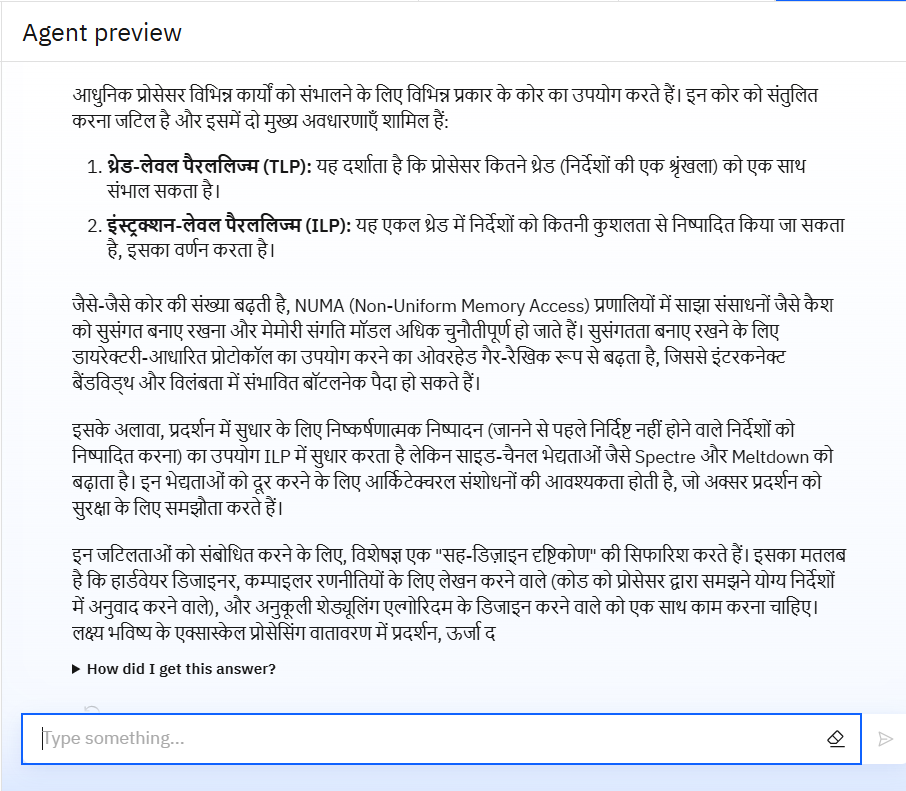 Agent preview
आधुनिक प्रोसेसर विभिन्न कार्यों को संभालने के लिए विभिन्न प्रकार के कोर का उपयोग करते हैं। इन कोर को संतुलित
करना जटिल है और इसमें दो मुख्य अवधारणाएँ शामिल हैं:
1. थ्रेड-लेवल पैरललिज्म (TLP): यह दर्शाता है कि प्रोसेसर कितने थ्रेड (निर्देशों की एक श्रृंखला) को एक साथ
संभाल सकता है।
2. इंस्ट्रक्शन-लेवल पैरललिज्म (ILP): यह एकल थ्रेड में निर्देशों को कितनी कुशलता से निष्पादित किया जा सकता
है, इसका वर्णन करता है।
जैसे-जैसे कोर की संख्या बढ़ती है, NUMA (Non-Uniform Memory Access) प्रणालियों में साझा संसाधनों जैसे कैश
को सुसंगत बनाए रखना और मेमोरी संगति मॉडल अधिक चुनौतीपूर्ण हो जाते हैं। सुसंगतता बनाए रखने के लिए
डायरेक्टरी-आधारित प्रोटोकॉल का उपयोग करने का ओवरहेड गैर-रैखिक रूप से बढ़ता है, जिससे इंटरकनेक्ट
बैंडविड्थ और विलंबता में संभावित बॉटलनेक पैदा हो सकते हैं।
इसके अलावा, प्रदर्शन में सुधार के लिए निष्कर्षणात्मक निष्पादन (जानने से पहले निर्दिष्ट नहीं होने वाले निर्देशों को
निष्पादित करना) का उपयोग ILP में सुधार करता है लेकिन साइड-चैनल भेद्यताओं जैसे Spectre और Meltdown को
बढ़ाता है। इन भेद्यताओं को दूर करने के लिए आर्किटेक्चरल संशोधनों की आवश्यकता होती है, जो अक्सर प्रदर्शन को
सुरक्षा के लिए समझौता करते हैं।
इन जटिलताओं को संबोधित करने के लिए, विशेषज्ञ एक "सह-डिज़ाइन दृष्टिकोण" की सिफारिश करते हैं। इसका मतलब
है कि हार्डवेयर डिजाइनर, कम्पाइलर रणनीतियों के लिए लेखन करने वाले (कोड को प्रोसेसर द्वारा समझने योग्य निर्देशों
में अनुवाद करने वाले), और अनुकूली शेड्यूलिंग एल्गोरिदम के डिजाइन करने वाले को एक साथ काम करना चाहिए।
लक्ष्य भविष्य के एक्सास्केल प्रोसेसिंग वातावरण में प्रदर्शन, ऊर्जा द
How did I get this answer?
Type something...